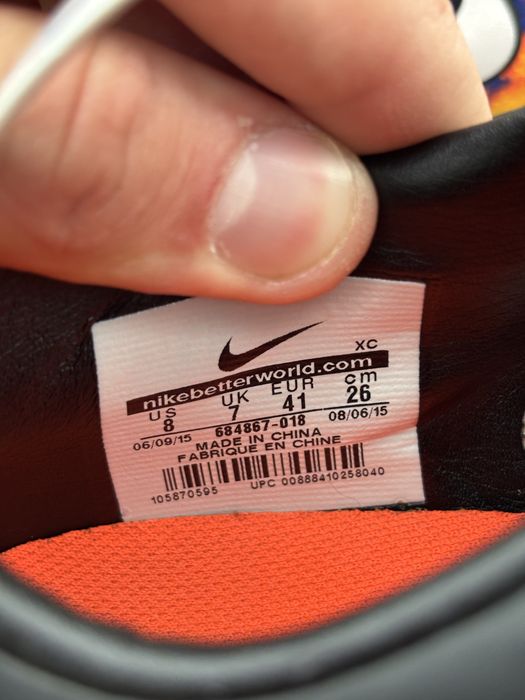 XC
nikebetterworld.com
US UK EUR cm
8 7 41 26
06/09/15 684867-018 08/06/15
MADE IN CHINA
FABRIQUE EN CHINE
105870595 UPC 00888410258040